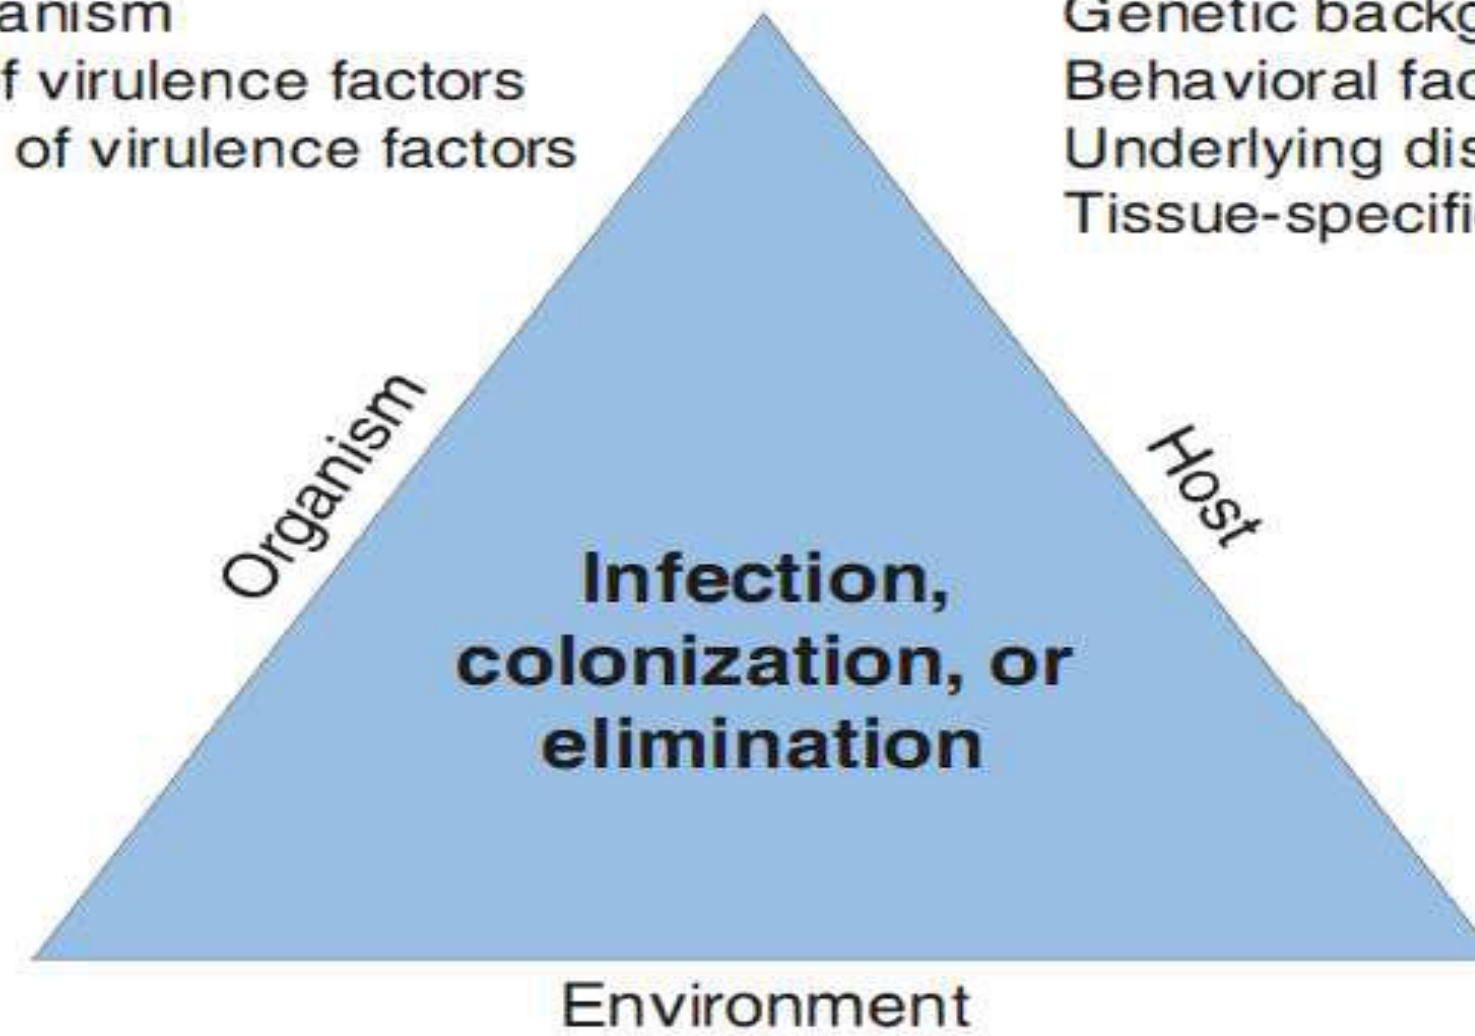 anism
f virulence factors
of virulence factors
Genetic backg
Behavioral fac
Underlying dis
Tissue-specifi
Organism
Host
Infection,
colonization, or
elimination
Environment